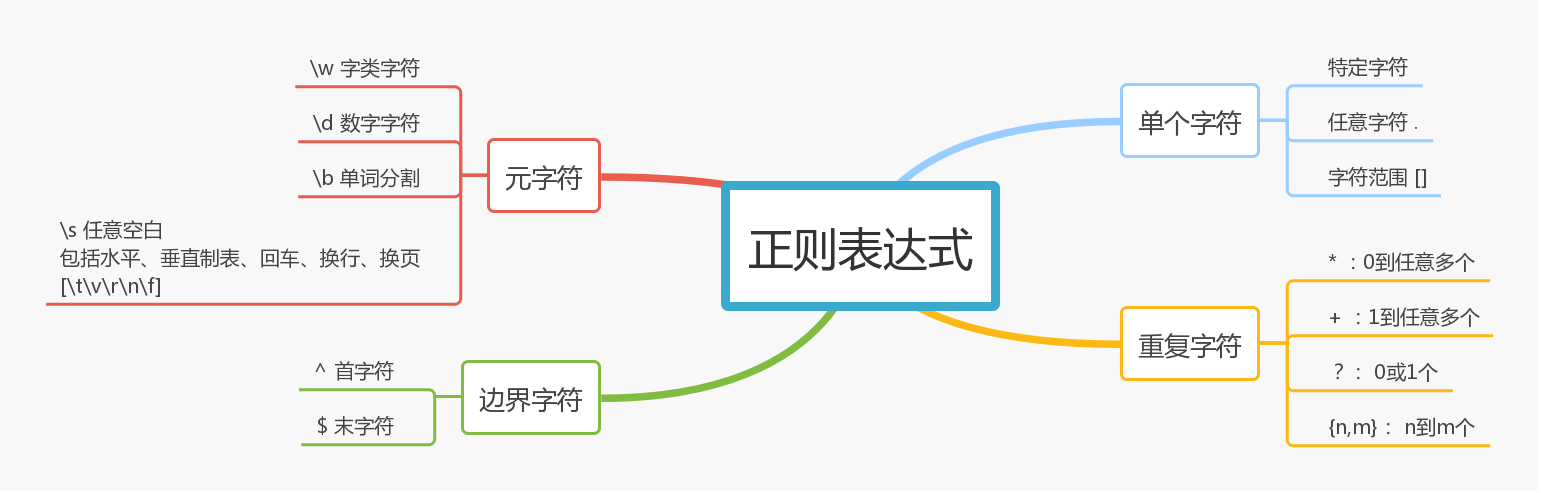 正则表达式
单个字符
特定字符
任意字符 .
字符范围 []
重复字符
* ：0到任意多个
+ ：1到任意多个
？： 0或1个
{n,m}： n到m个
元字符
\w 字类字符
\d 数字字符
\b 单词分割
\s 任意空白
包括水平、垂直制表、回车、换行、换页
[\t\v\r\n\f]
边界字符
^ 首字符
$ 末字符